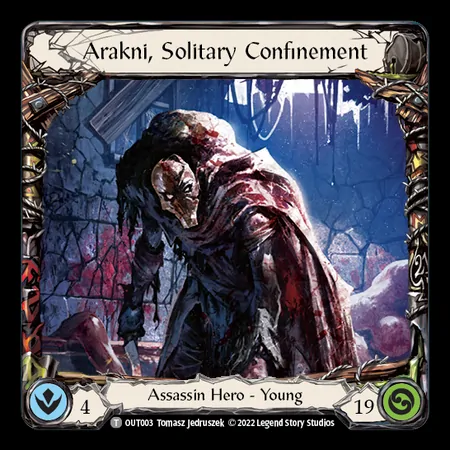 Arakni, Solitary Confinement
Assassin Hero - Young
4
19
T OUT003 Tomasz Jedruszek © 2022 Legend Story Studios